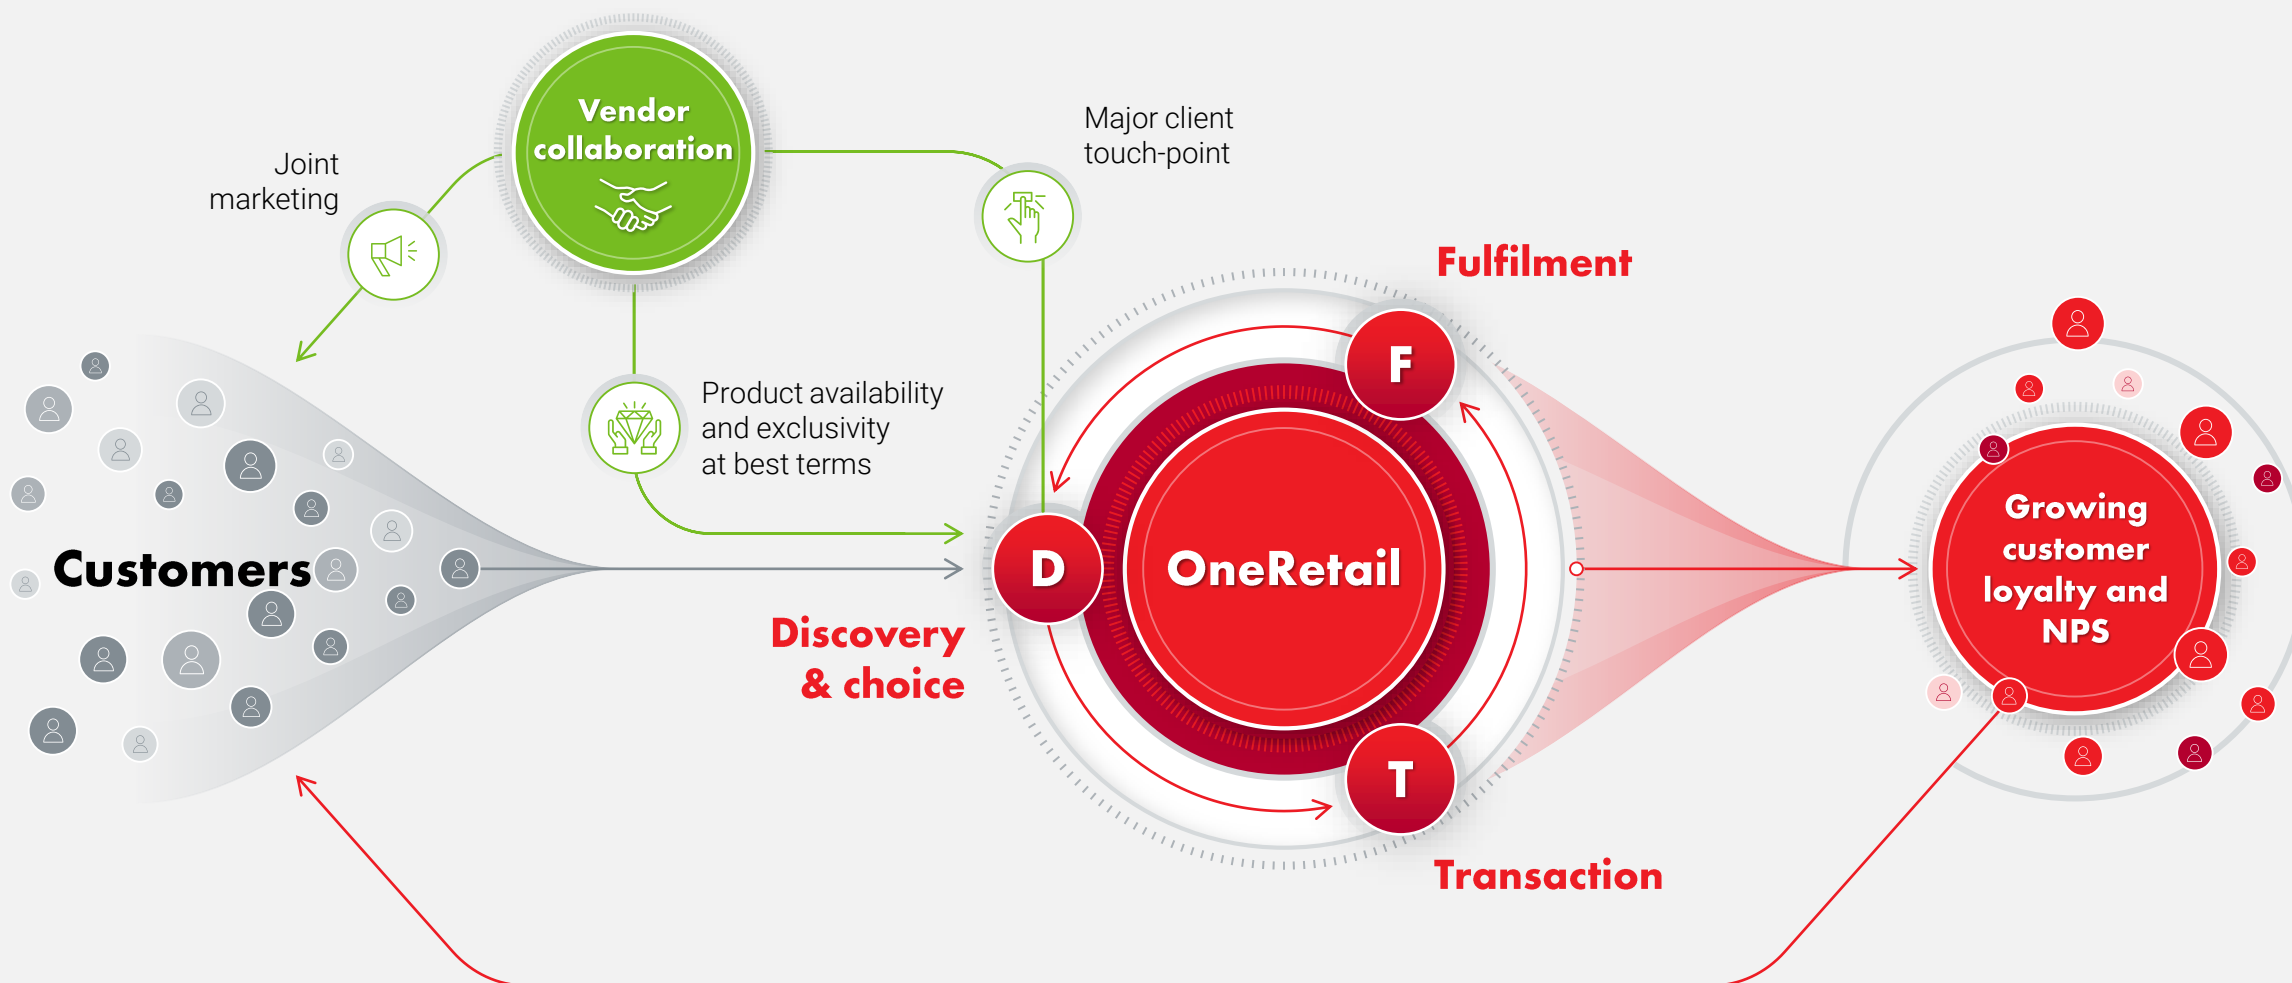 Vendor
collaboration
Joint
marketing
Major client
touch-point
Product availability
and exclusivity
at best terms
Customers
Discovery
& choice
Fulfilment
F
D
OneRetail
T
Transaction
Growing
customer
loyalty and
NPS